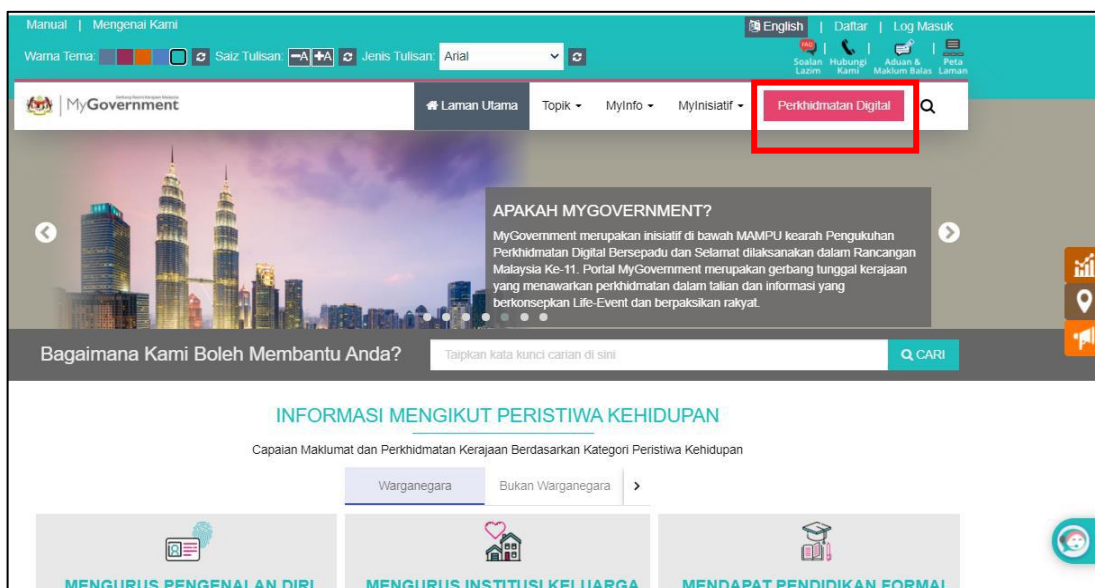 Manual | Mengenai Kami
English | Daftar | Log Masuk
Warna Tema: Saiz Tulisan: -A +A Jenis Tulisan: Arial
FAQ
Soalan Lazim
Hubungi Kami
Aduan & Maklum Balas
Peta Laman
MyGovernment
Laman Utama Topik MyInfo MyInisiatif Perkhidmatan Digital
APAKAH MYGOVERNMENT?
MyGovernment merupakan inisiatif di bawah MAMPU kearah Pengukuhan
Perkhidmatan Digital Bersepadu dan Selamat dilaksanakan dalam Rancangan
Malaysia Ke-11. Portal MyGovernment merupakan gerbang tunggal kerajaan
yang menawarkan perkhidmatan dalam talian dan informasi yang
berkonsepkan Life-Event dan berpaksikan rakyat.
Bagaimana Kami Boleh Membantu Anda? Taipkan kata kunci carian di sini CARI
INFORMASI MENGIKUT PERISTIWA KEHIDUPAN
Capaian Maklumat dan Perkhidmatan Kerajaan Berdasarkan Kategori Peristiwa Kehidupan
Warganegara Bukan Warganegara
MENGURUS PENGENALAN DIRI MENGURUS INSTITUSI KELUARGA MENDAPAT PENDIDIKAN FORMAL